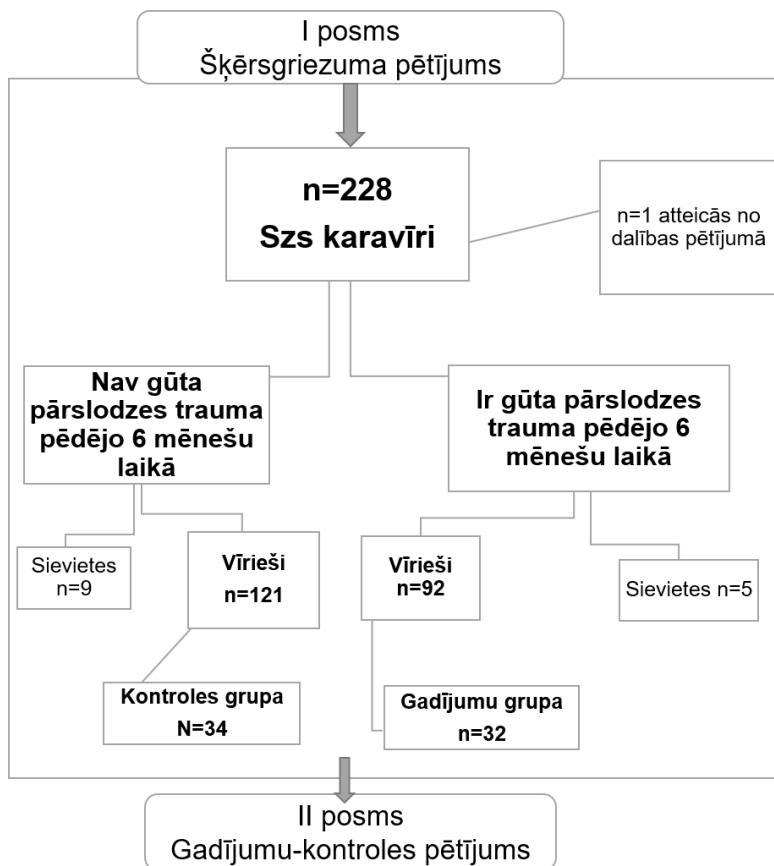 I posms
Šķērsgriezuma pētījums
n=228
Szs karavīri
n=1 atteicās no
dalības pētījumā
Nav gūta
pārslodzes trauma
pēdējo 6 mēnešu
laikā
Ir gūta pārslodzes
trauma pēdējo 6
mēnešu laikā
Sievietes
n=9
Vīrieši
n=121
Vīrieši
n=92
Sievietes n=5
Kontroles grupa
N=34
Gadījumu grupa
n=32
II posms
Gadījumu-kontroles pētījums